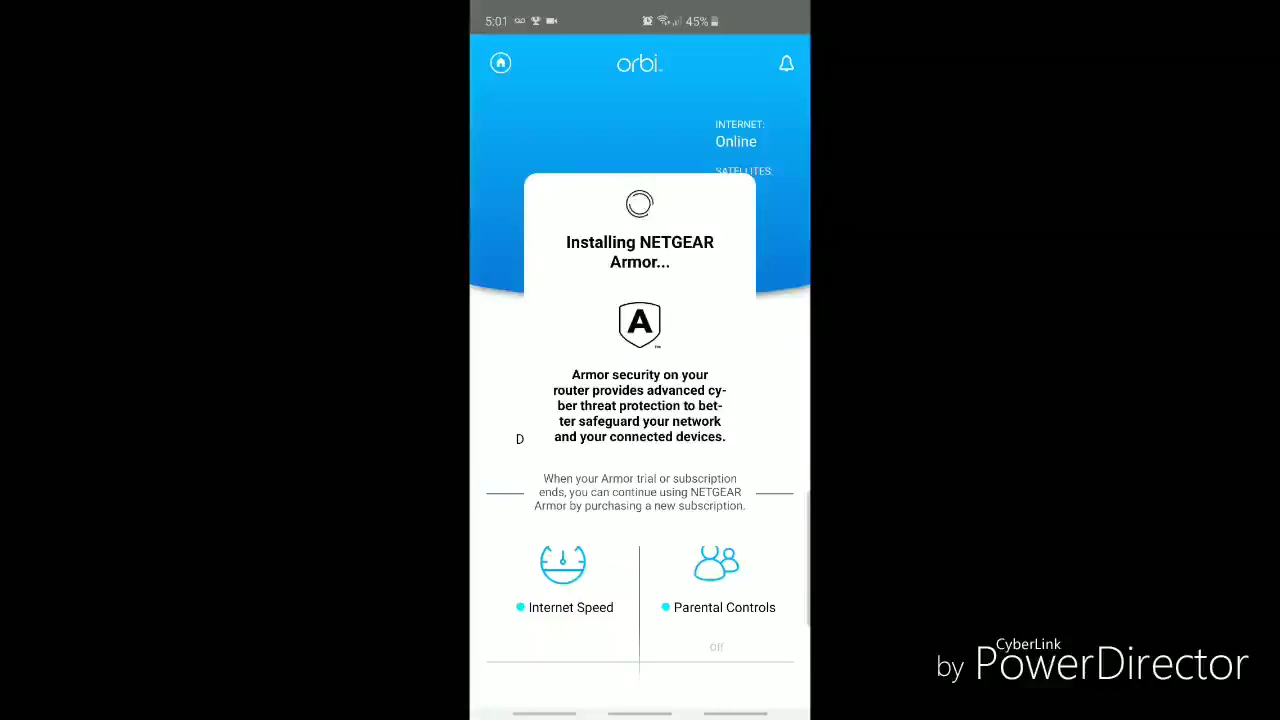 5:01
45%
orbi
INTERNET:
Online
SATELLITES:
Installing NETGEAR
Armor...
A
Armor security on your
router provides advanced cy-
ber threat protection to bet-
ter safeguard your network
and your connected devices.
D
When your Armor trial or subscription
ends, you can continue using NETGEAR
Armor by purchasing a new subscription.
Internet Speed
Parental Controls
Off
CyberLink
by PowerDirector